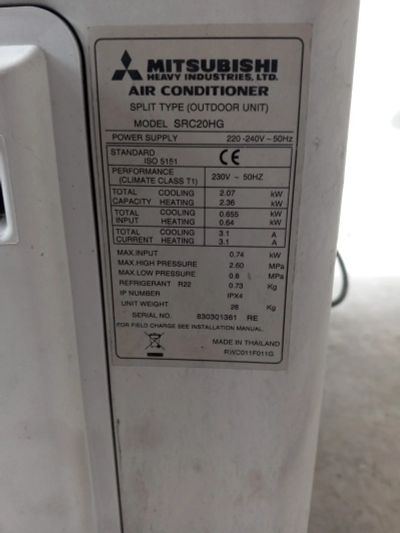 MITSUBISHI
HEAVY INDUSTRIES, LTD.
AIR CONDITIONER
SPLIT TYPE (OUTDOOR UNIT)
MODEL SRC20HG
POWER SUPPLY 220 -240V ~ 50Hz
STANDARD
ISO 5151 CE
PERFORMANCE
(CLIMATE CLASS T1) 230V ~ 50HZ
TOTAL COOLING 2.07 kW
CAPACITY HEATING 2.36 kW
TOTAL COOLING 0.655 kW
INPUT HEATING 0.64 kW
TOTAL COOLING 3.1 A
CURRENT HEATING 3.1 A
MAX.INPUT 0.74 kW
MAX.HIGH PRESSURE 2.60 MPa
MAX.LOW PRESSURE 0.6 MPa
REFRIGERANT R22 0.73 Kg
IP NUMBER IPX4
UNIT WEIGHT 26 Kg
SERIAL NO. 830301361 RE
FOR FIELD CHARGE SEE INSTALLATION MANUAL.
MADE IN THAILAND
RWC011F011G